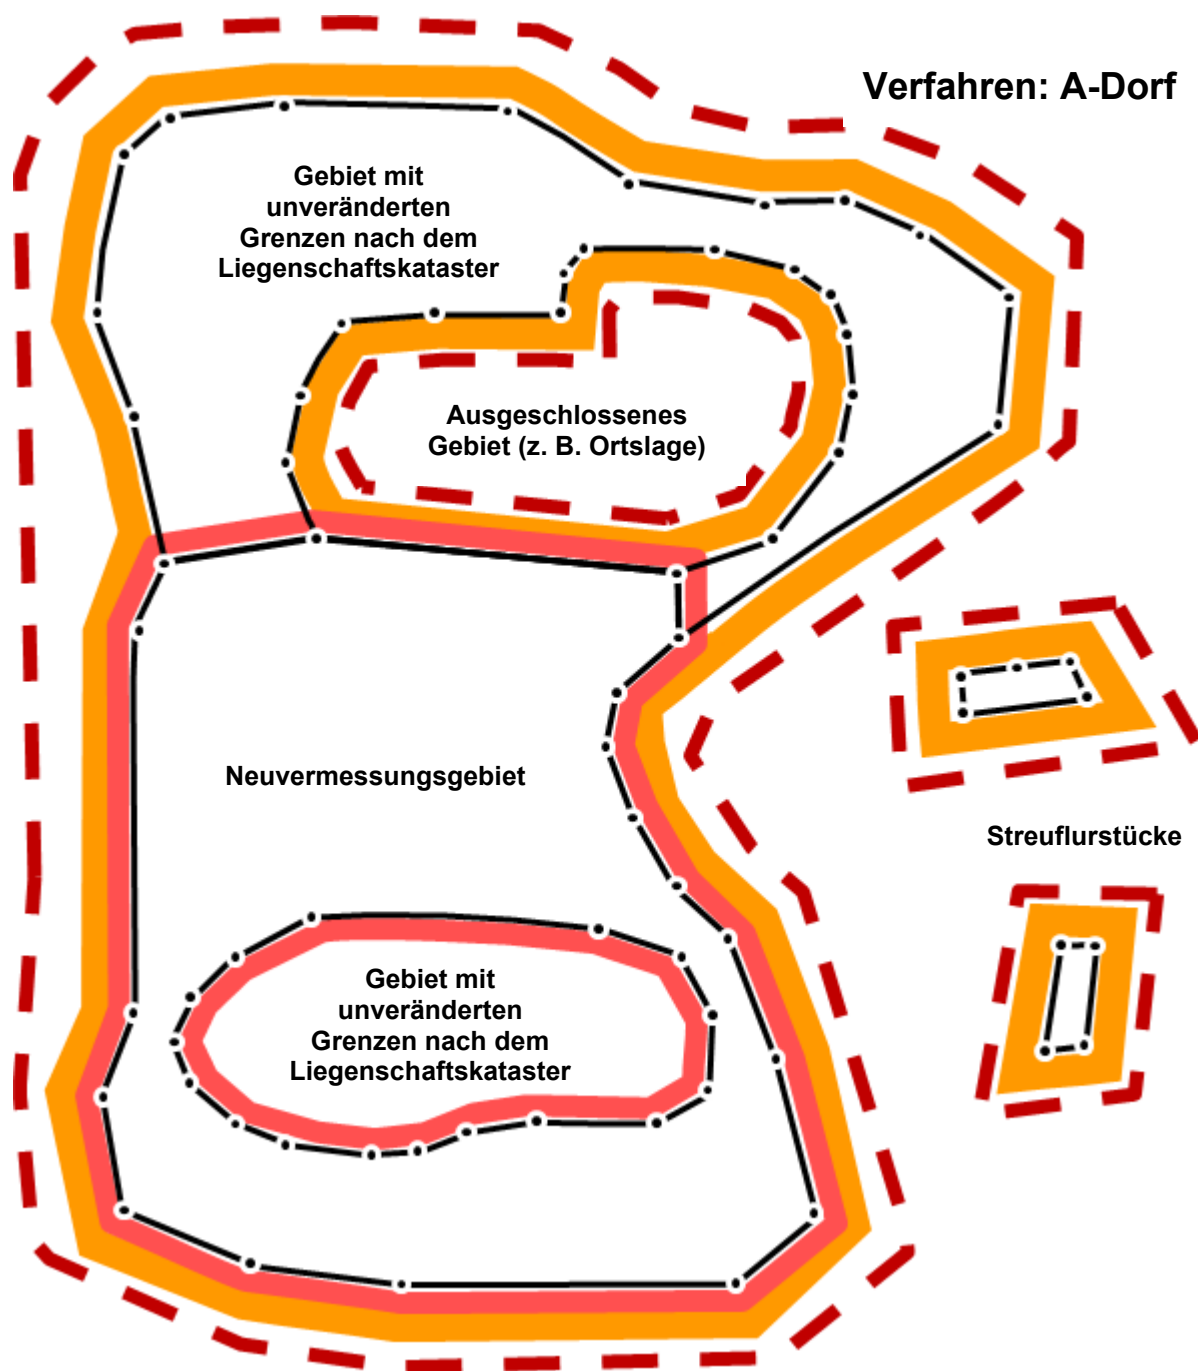 Verfahren: A-Dorf
Gebiet mit
unveränderten
Grenzen nach dem
Liegenschaftskataster
Ausgeschlossenes
Gebiet (z. B. Ortslage)
Neuvermessungsgebiet
Streuflurstücke
Gebiet mit
unveränderten
Grenzen nach dem
Liegenschaftskataster